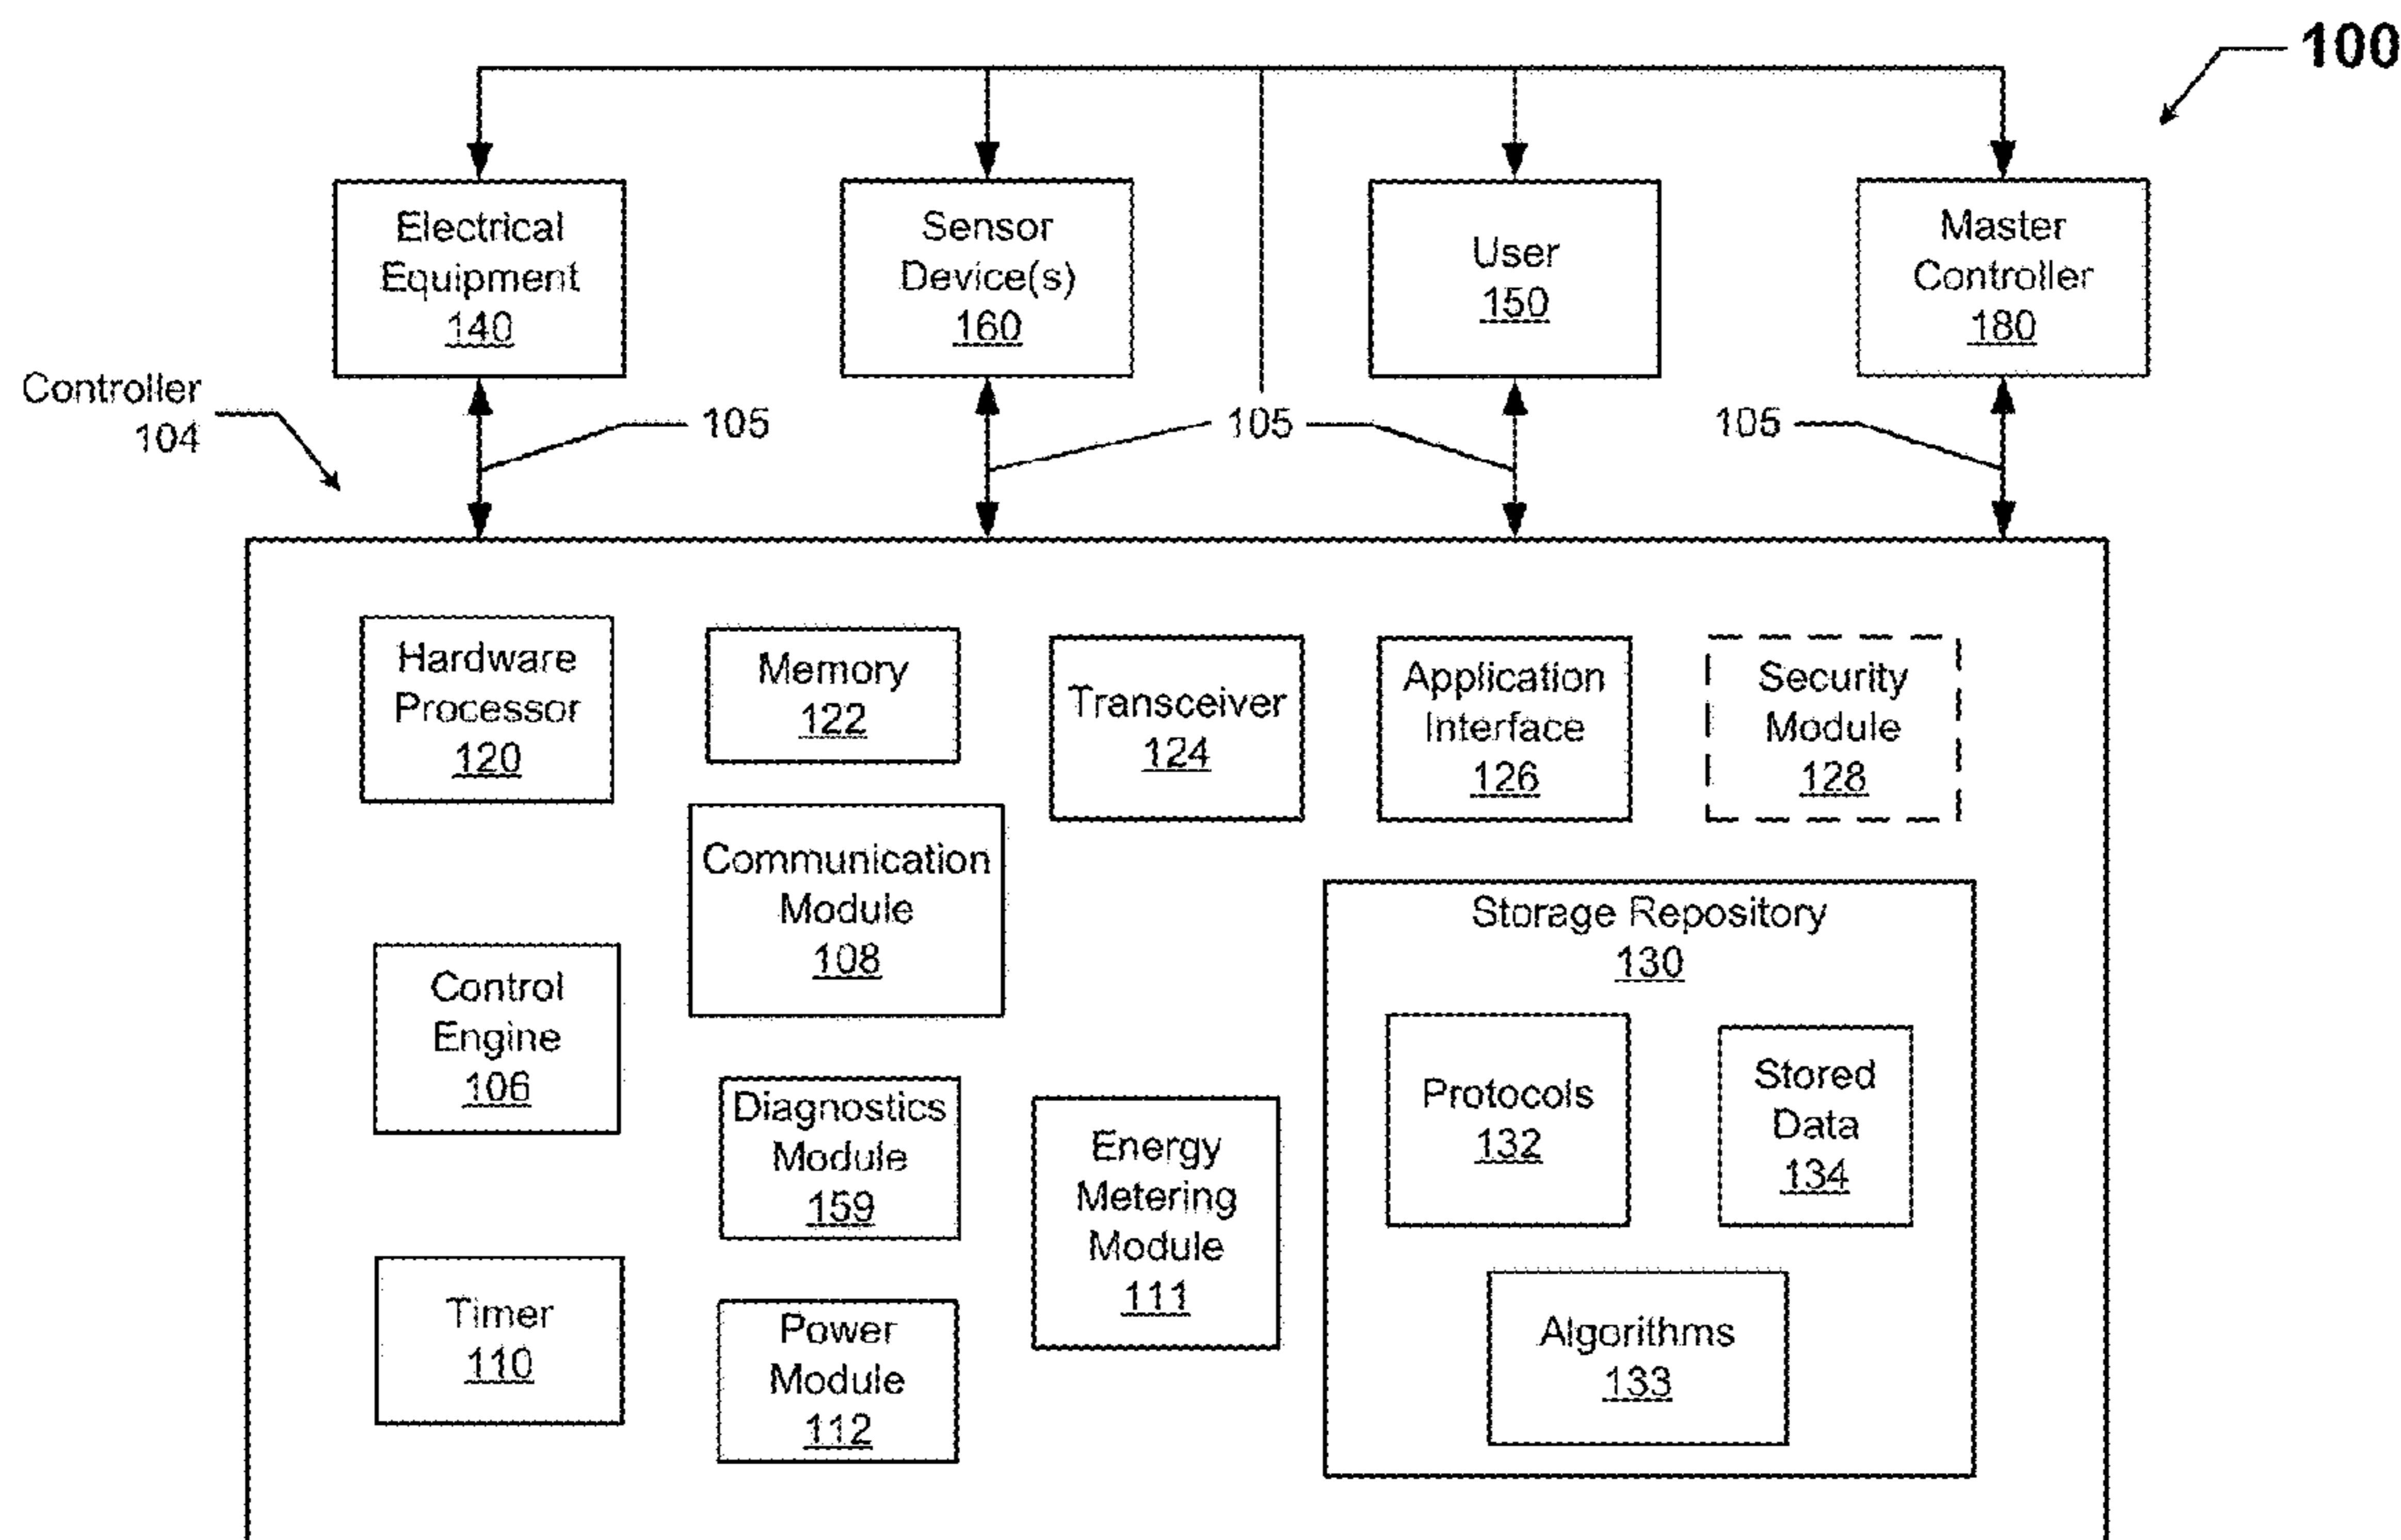 100
Electrical
Equipment
140
Sensor
Device(s)
160
User
150
Master
Controller
180
Controller
104
105
105
105
Hardware
Processor
120
Memory
122
Transceiver
124
Application
Interface
126
Security
Module
128
Communication
Module
108
Storage Repository
130
Control
Engine
106
Protocols
132
Stored
Data
134
Diagnostics
Module
159
Energy
Metering
Module
111
Timer
110
Power
Module
112
Algorithms
133